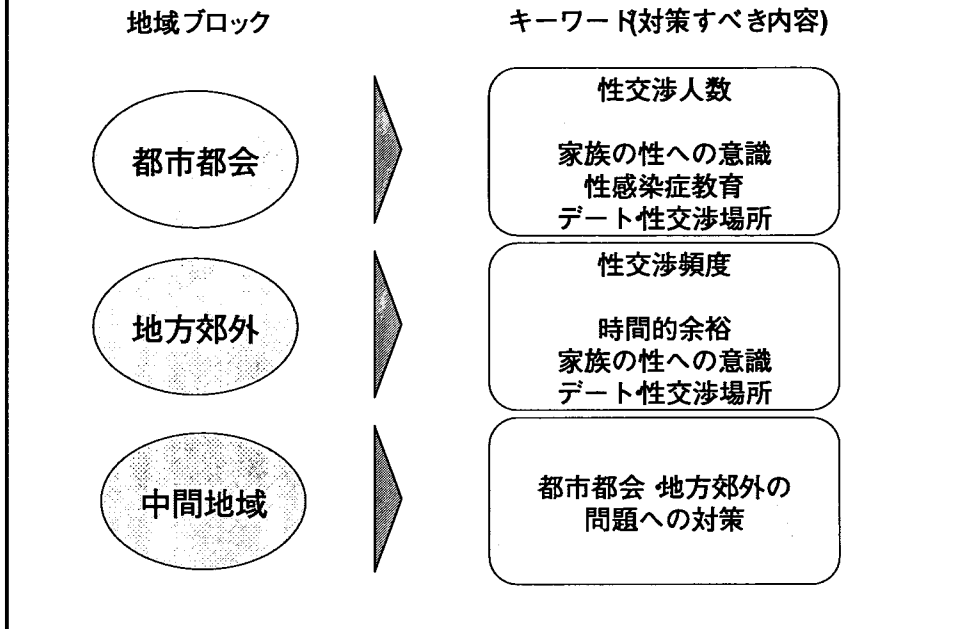 地域ブロック
キーワード(対策すべき内容)
都市都会
性交渉人数
家族の性への意識
性感染症教育
デート・性交渉場所
地方郊外
性交渉頻度
時間的余裕
家族の性への意識
デート・性交渉場所
中間地域
都市都会・地方郊外の
問題への対策